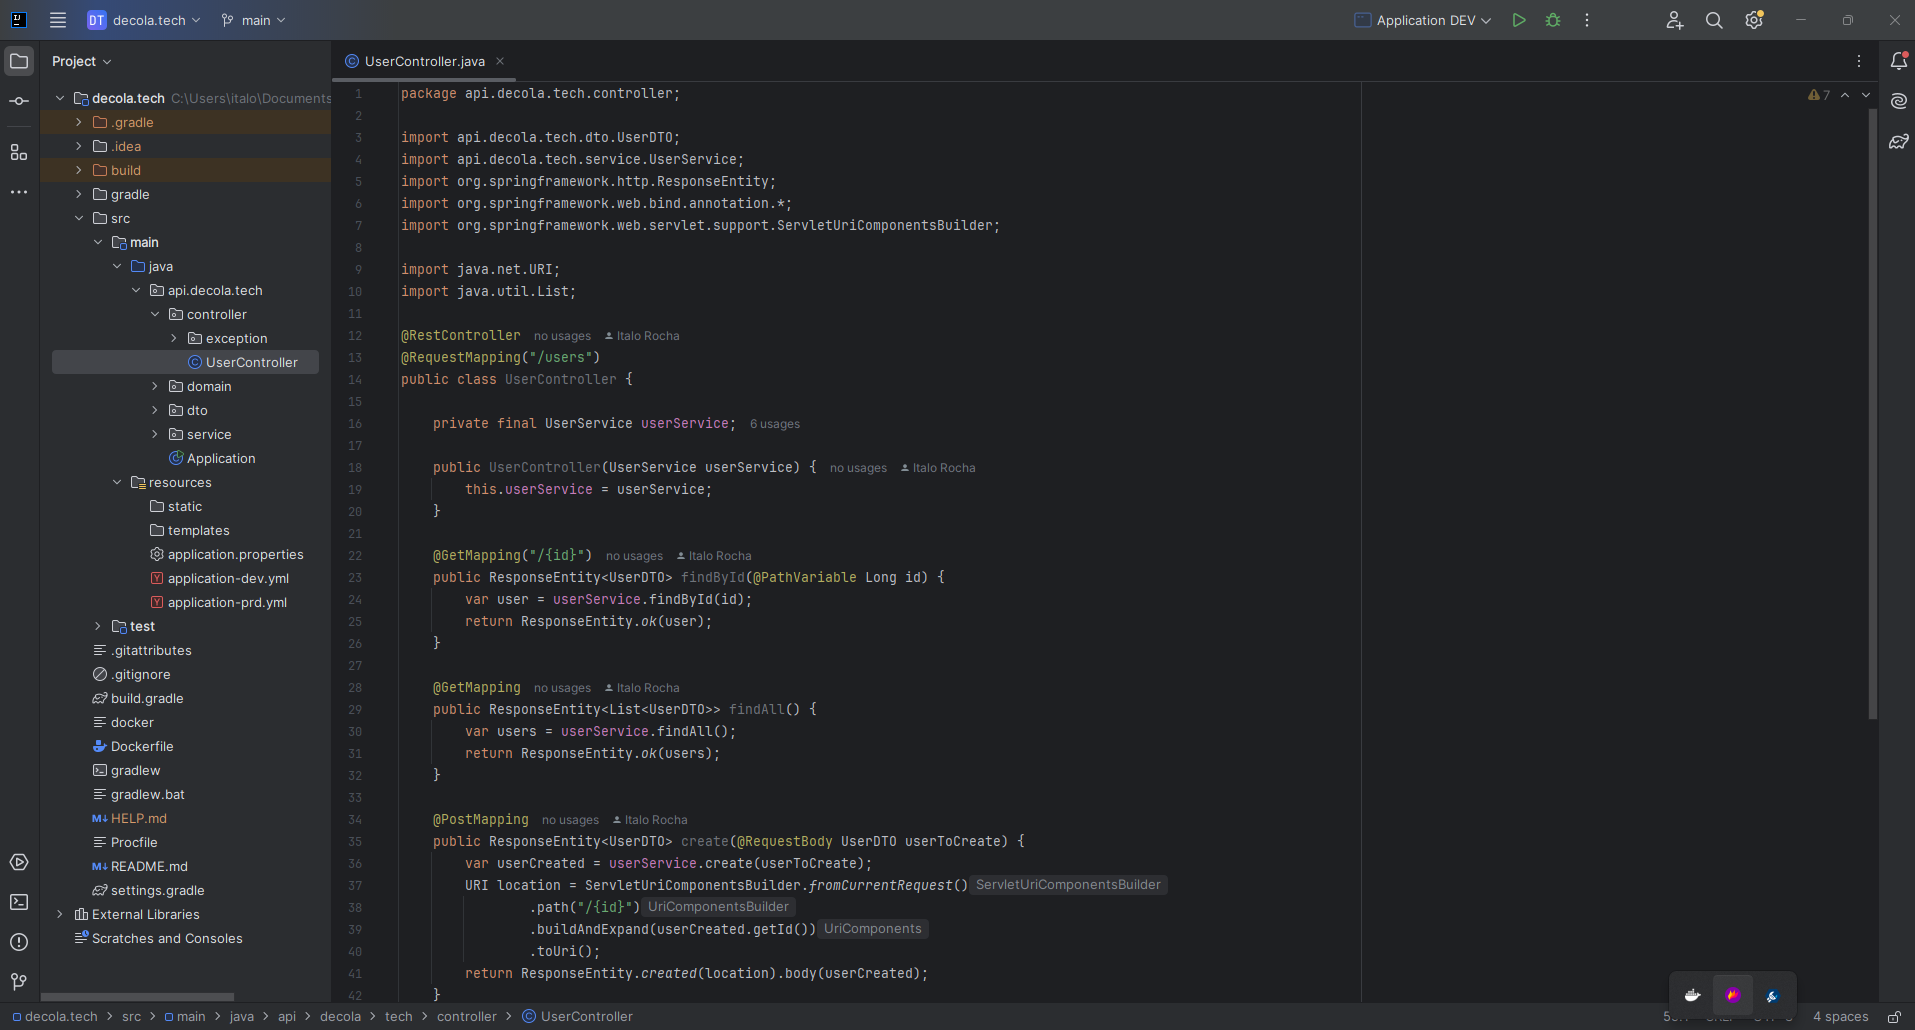 DT decola.tech main Application DEV
Project
UserController.java
decola.tech C:\Users\italo\Documents
.gradle
.idea
build
gradle
src
main
java
api.decola.tech
controller
exception
UserController
domain
dto
service
Application
resources
static
templates
application.properties
application-dev.yml
application-prd.yml
test
.gitattributes
.gitignore
build.gradle
docker
Dockerfile
gradlew
gradlew.bat
HELP.md
Procfile
README.md
settings.gradle
External Libraries
Scratches and Consoles
7
1 package api.decola.tech.controller;
2
3 import api.decola.tech.dto.UserDTO;
4 import api.decola.tech.service.UserService;
5 import org.springframework.http.ResponseEntity;
6 import org.springframework.web.bind.annotation.*;
7 import org.springframework.web.servlet.support.ServletUriComponentsBuilder;
8
9 import java.net.URI;
10 import java.util.List;
11
12 @RestController no usages Italo Rocha
13 @RequestMapping("/users")
14 public class UserController {
15
16 private final UserService userService; 6 usages
17
18 public UserController(UserService userService) { no usages Italo Rocha
19 this.userService = userService;
20 }
21
22 @GetMapping("/{id}") no usages Italo Rocha
23 public ResponseEntity<UserDTO> findById(@PathVariable Long id) {
24 var user = userService.findById(id);
25 return ResponseEntity.ok(user);
26 }
27
28 @GetMapping no usages Italo Rocha
29 public ResponseEntity<List<UserDTO>> findAll() {
30 var users = userService.findAll();
31 return ResponseEntity.ok(users);
32 }
33
34 @PostMapping no usages Italo Rocha
35 public ResponseEntity<UserDTO> create(@RequestBody UserDTO userToCreate) {
36 var userCreated = userService.create(userToCreate);
37 URI location = ServletUriComponentsBuilder.fromCurrentRequest() ServletUriComponentsBuilder
38 .path("/{id}") UriComponentsBuilder
39 .buildAndExpand(userCreated.getId()) UriComponents
40 .toUri();
41 return ResponseEntity.created(location).body(userCreated);
42 }
decola.tech > src > main > java > api > decola > tech > controller > UserController
4 spaces